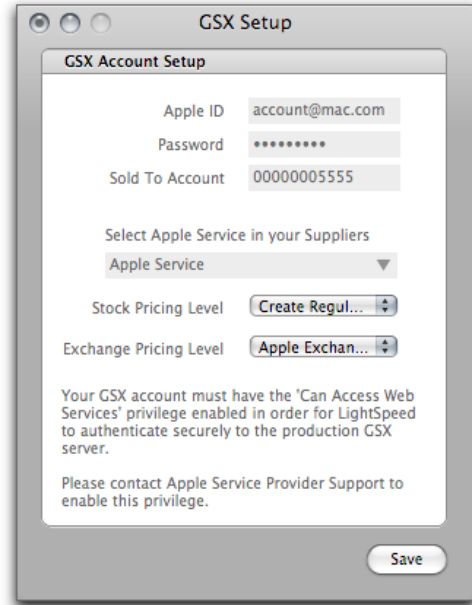 GSX Setup
GSX Account Setup
Apple ID account@mac.com
Password •••••••••
Sold To Account 00000005555
Select Apple Service in your Suppliers
Apple Service
Stock Pricing Level Create Regul...
Exchange Pricing Level Apple Exchan...
Your GSX account must have the 'Can Access Web
Services' privilege enabled in order for LightSpeed
to authenticate securely to the production GSX
server.
Please contact Apple Service Provider Support to
enable this privilege.
Save